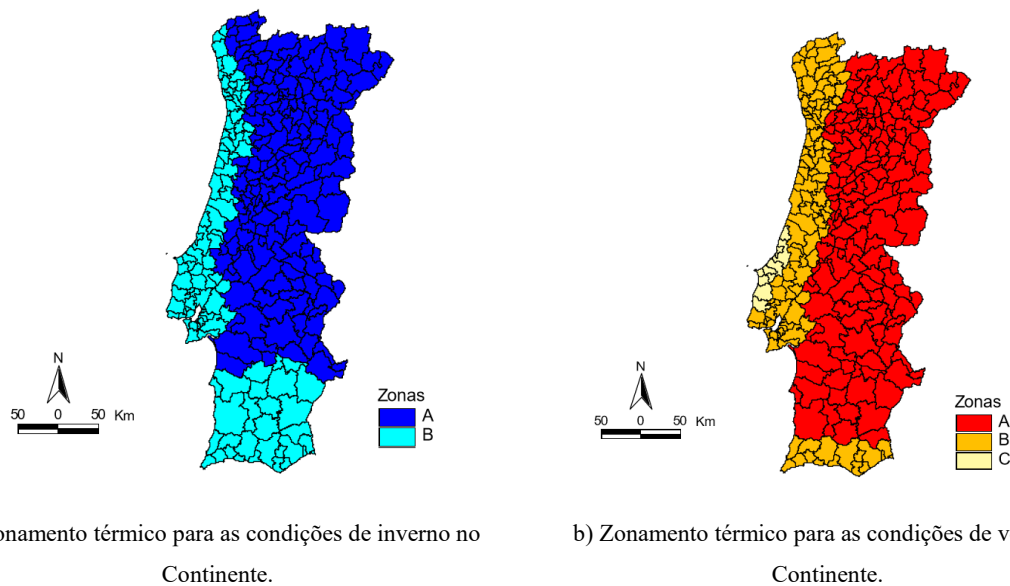 N
50 0 50 Km
Zonas
A
B
N
50 0 50 Km
Zonas
A
B
C
onamento térmico para as condições de inverno no
Continente.
b) Zonamento térmico para as condições de v
Continente.